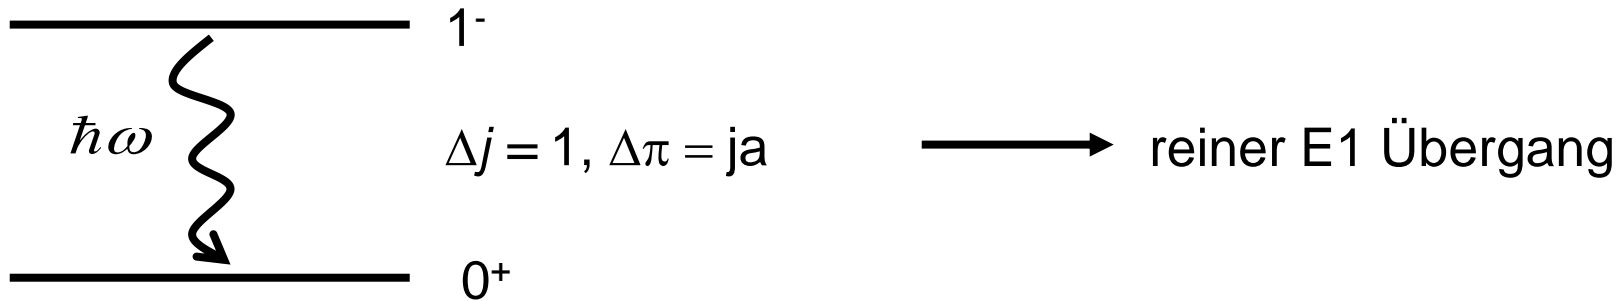 1⁻
ħω
Δj = 1, Δπ = ja
reiner E1 Übergang
0⁺